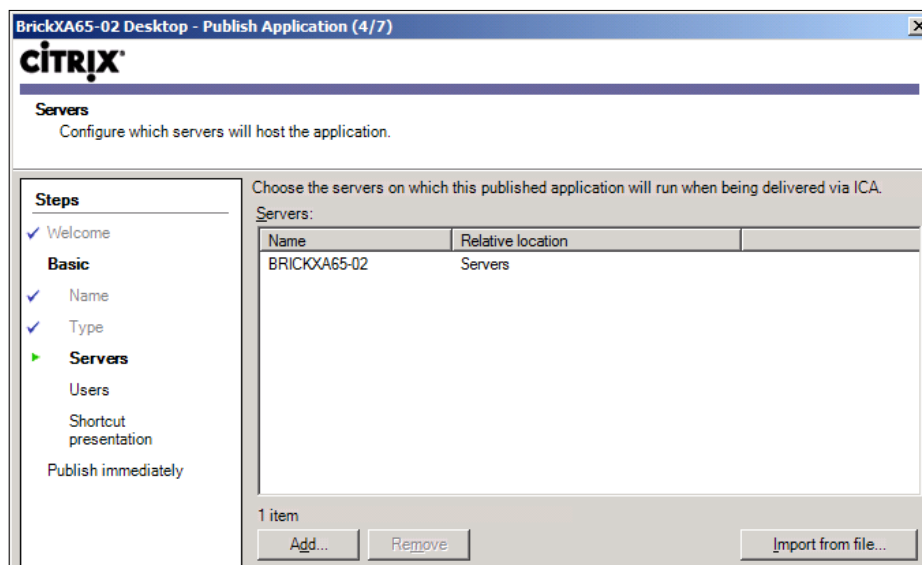 BrickXA65-02 Desktop - Publish Application (4/7)
CİTRIX®
Servers
Configure which servers will host the application.
Steps
Welcome
Basic
Name
Type
Servers
Users
Shortcut
presentation
Publish immediately
Choose the servers on which this published application will run when being delivered via ICA.
Servers:
Name Relative location
BRICKXA65-02 Servers
1 item
Add... Remove Import from file...